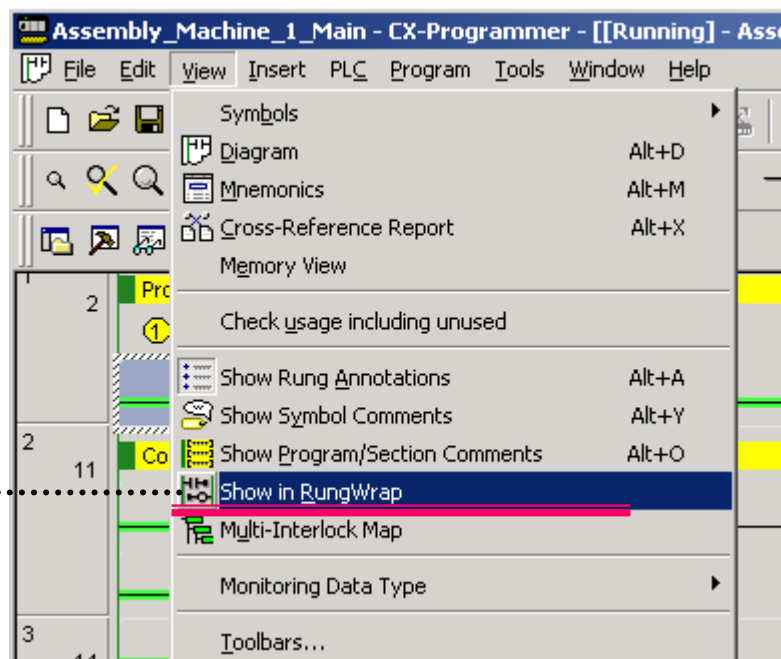 Assembly_Machine_1_Main - CX-Programmer - [[Running] - Asse
File Edit View Insert PLC Program Tools Window Help
Symbols
Diagram Alt+D
Mnemonics Alt+M
Cross-Reference Report Alt+X
Memory View
1
2
Pro
1
Check usage including unused
Show Rung Annotations Alt+A
Show Symbol Comments Alt+Y
2
11
Co
Show Program/Section Comments Alt+O
Show in RungWrap
Multi-Interlock Map
Monitoring Data Type
3
Toolbars...